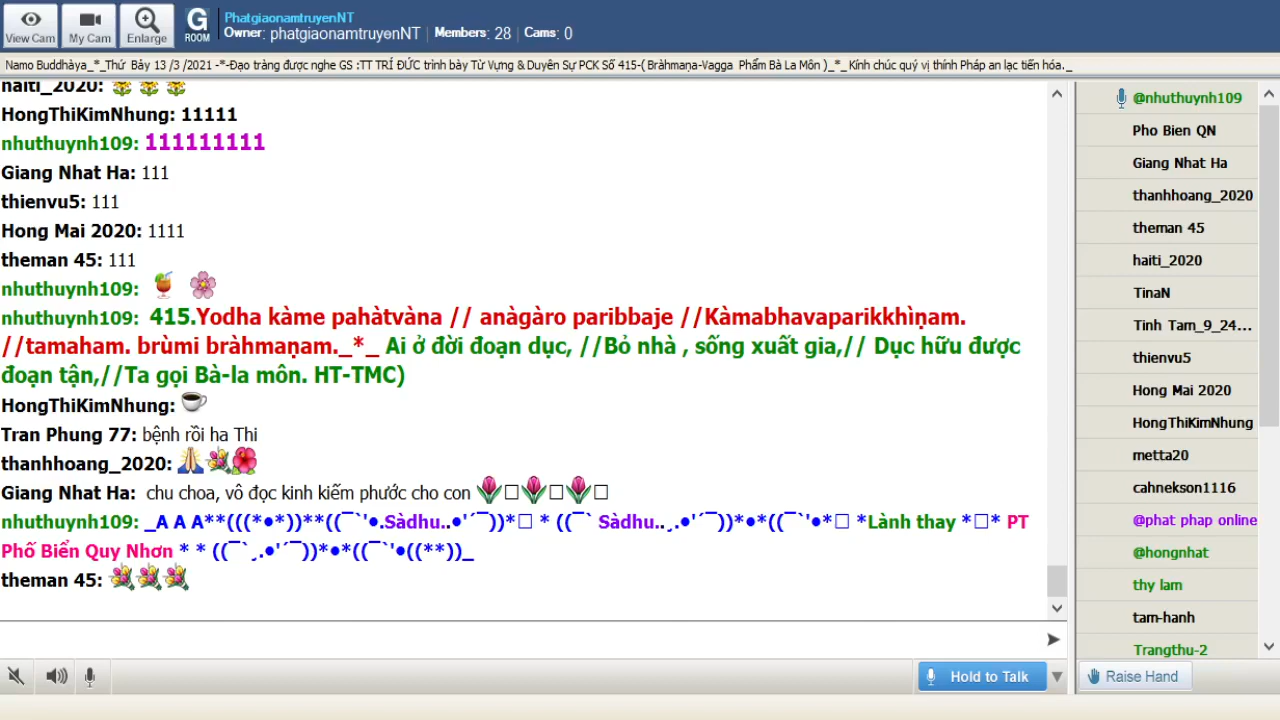 View Cam
My Cam
Enlarge
G
ROOM
PhatgiaonamtruyenNT
Owner: phatgiaonamtruyenNT | Members: 28 | Cams: 0
Namo Buddhàya_*_Thứ Bảy 13 /3 /2021 -*-Đạo tràng được nghe GS :TT TRÍ ĐỨC trình bày Từ Vựng & Duyên Sự PCK Số 415-( Bràhmaṇa-Vagga Phẩm Bà La Môn )_*_ Kính chúc quý vị thính Pháp an lạc tiến hóa._
haiti_2020:
HongThiKimNhung: 11111
nhuthuynh109: 111111111
Giang Nhat Ha: 111
thienvu5: 111
Hong Mai 2020: 1111
theman 45: 111
nhuthuynh109:
nhuthuynh109: 415.Yodha kàme pahàtvàna // anàgàro paribbaje //Kàmabhavaparikkhìṇam.
//tamaham. brùmi bràhmaṇam._*_ Ai ở đời đoạn dục, //Bỏ nhà , sống xuất gia,// Dục hữu được
đoạn tận,//Ta gọi Bà-la môn. HT-TMC)
HongThiKimNhung:
Tran Phung 77: bệnh rồi ha Thi
thanhhoang_2020:
Giang Nhat Ha: chu choa, vô đọc kinh kiếm phước cho con
nhuthuynh109: _A A A**(((*•*))**((¯`'•.Sàdhu..•'´¯))*□ * ((¯` Sàdhu..¸.•'´¯))*•*((¯`'•*□ *Lành thay *□* PT
Phố Biển Quy Nhơn * * ((¯`¸.•'´¯))*•*((¯`'•((**))_
theman 45:
Hold to Talk
@nhuthuynh109
Pho Bien QN
Giang Nhat Ha
thanhhoang_2020
theman 45
haiti_2020
TinaN
Tinh Tam_9_24...
thienvu5
Hong Mai 2020
HongThiKimNhung
metta20
cahnekson1116
@phat phap online
@hongnhat
thy lam
tam-hanh
Trangthu-2
Raise Hand